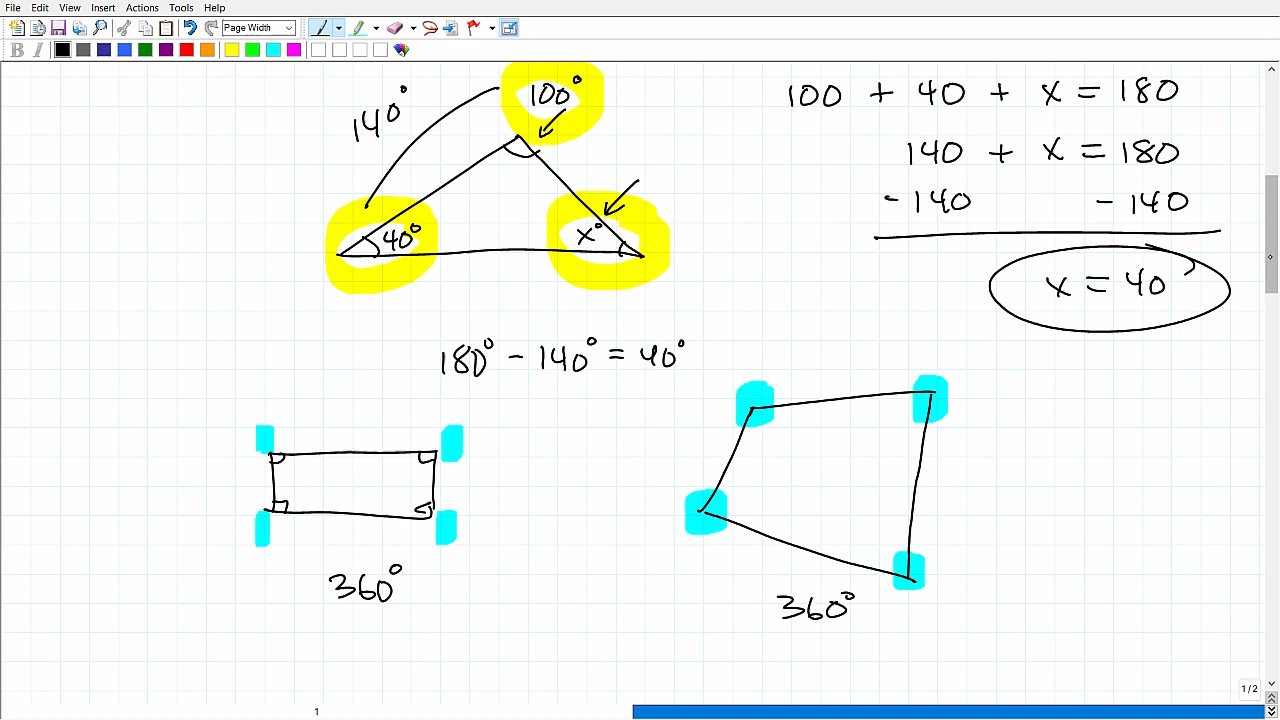 File Edit View Insert Actions Tools Help
Page Width
B I
100°
140°
40°
x°
100 + 40 + x = 180
140 + x = 180
- 140 - 140
x = 40
180° - 140° = 40°
360°
360°
1/2
1